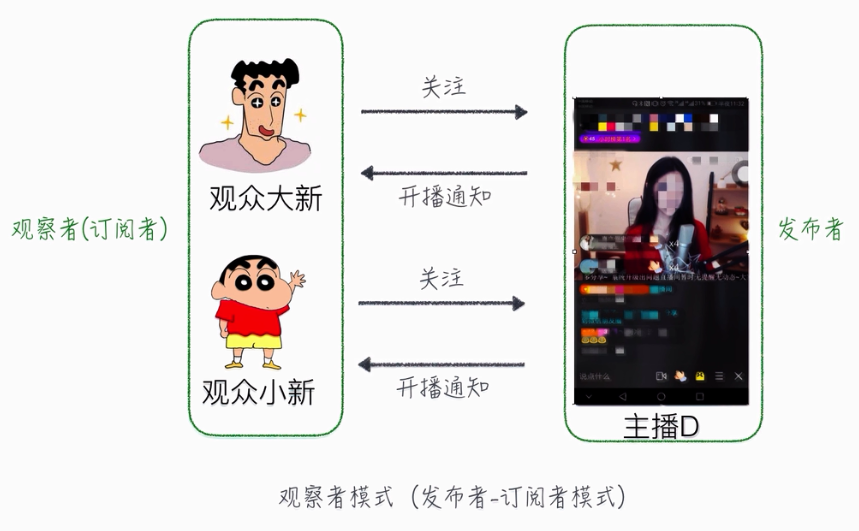 关注
观众大新
开播通知
观察者(订阅者)
发布者
关注
开播通知
观众小新
说点什么
主播D
观察者模式（发布者-订阅者模式）